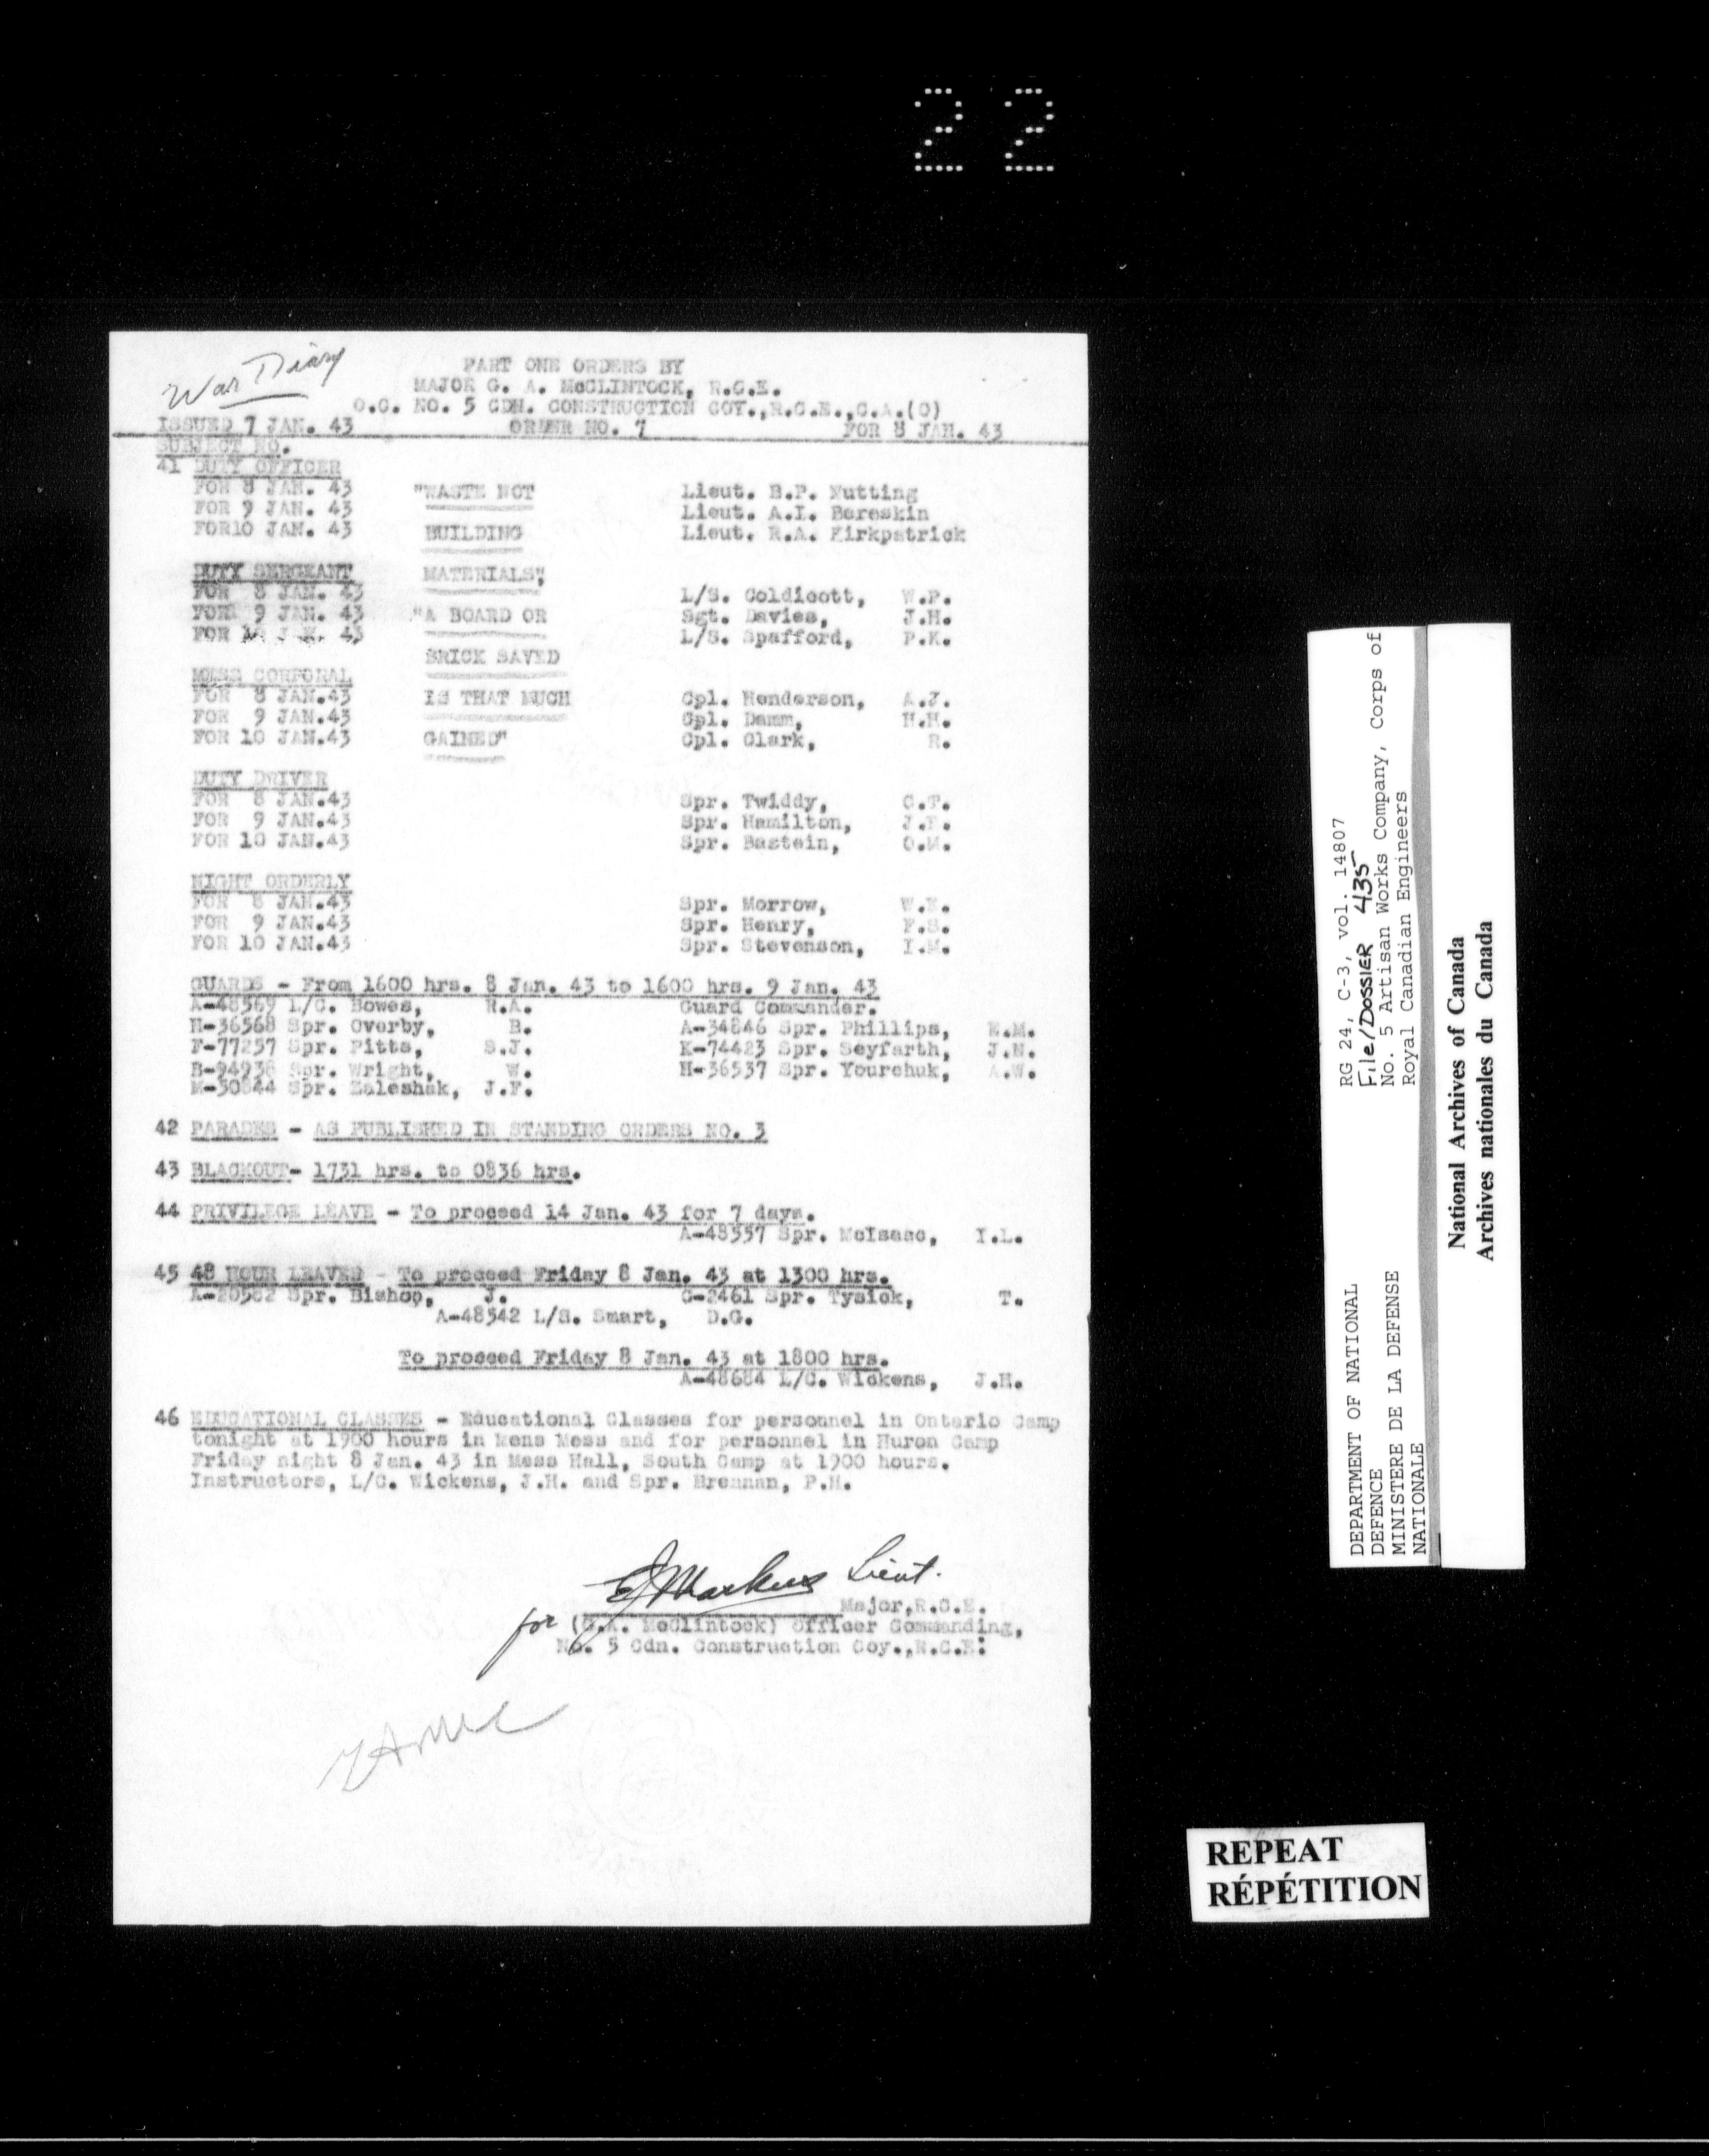 22
War Diary
PART ONE ORDERS BY
MAJOR G. A. McCLINTOCK, R.C.E.
O.C. NO. 5 CDN. CONSTRUCTION COY.,R.C.E.,C.A.(O)
ISSUED 7 JAN. 43 ORDER NO. 7 FOR 8 JAN. 43
SUBJECT NO.
41 DUTY OFFICER
FOR 8 JAN. 43 "WASTE NOT Lieut. B.P. Nutting
FOR 9 JAN. 43 Lieut. A.I. Bereskin
FOR10 JAN. 43 BUILDING Lieut. R.A. Kirkpatrick
DUTY SERGEANT MATERIALS",
FOR 8 JAN. 43 L/S. Coldicott, W.P.
FOR 9 JAN. 43 "A BOARD OR Sgt. Davies, J.H.
FOR 10 JAN. 43 L/S. Spafford, P.K.
BRICK SAVED
MESS CORPORAL
FOR 8 JAN.43 IS THAT MUCH Cpl. Henderson, A.J.
FOR 9 JAN.43 Cpl. Damm, H.H.
FOR 10 JAN.43 GAINED" Cpl. Clark, R.
DUTY DRIVER
FOR 8 JAN.43 Spr. Twiddy, C.T.
FOR 9 JAN.43 Spr. Hamilton, J.F.
FOR 10 JAN.43 Spr. Bastein, O.M.
NIGHT ORDERLY
FOR 8 JAN.43 Spr. Morrow, W.E.
FOR 9 JAN.43 Spr. Henry, F.S.
FOR 10 JAN.43 Spr. Stevenson, I.M.
GUARDS - From 1600 hrs. 8 Jan. 43 to 1600 hrs. 9 Jan. 43
A-48569 L/C. Bowes, R.A. Guard Commander.
H-36568 Spr. Overby, B. A-34846 Spr. Phillips, E.M.
F-77257 Spr. Pitts, S.J. K-74423 Spr. Seyfarth, J.N.
B-94938 Spr. Wright, W. H-36537 Spr. Yourchuk, A.W.
M-50844 Spr. Zaleshak, J.F.
42 PARADES - AS PUBLISHED IN STANDING ORDERS NO. 3
43 BLACKOUT- 1731 hrs. to 0836 hrs.
44 PRIVILEGE LEAVE - To proceed 14 Jan. 43 for 7 days.
A-48557 Spr. McIsaac, I.L.
45 48 HOUR LEAVES - To proceed Friday 8 Jan. 43 at 1300 hrs.
A-20582 Spr. Bishop, J. G-2461 Spr. Tysick, T.
A-48542 L/S. Smart, D.G.
To proceed Friday 8 Jan. 43 at 1800 hrs.
A-48684 L/C. Wickens, J.H.
46 EDUCATIONAL CLASSES - Educational Classes for personnel in Ontario Camp
tonight at 1900 hours in Mens Mess and for personnel in Huron Camp
Friday night 8 Jan. 43 in Mess Hall, South Camp at 1900 hours.
Instructors, L/C. Wickens, J.H. and Spr. Brennan, P.H.
EJ Markus Lieut.
Major,R.C.E.
for (G.A. McClintock) Officer Commanding,
No. 5 Cdn. Construction Coy.,R.C.E:
DEPARTMENT OF NATIONAL
DEFENCE
MINISTERE DE LA DEFENSE
NATIONALE
RG 24, C-3, vol. 14807
File/DOSSIER 435
No. 5 Artisan Works Company, Corps of
Royal Canadian Engineers
National Archives of Canada
Archives nationales du Canada
REPEAT
RÉPÉTITION